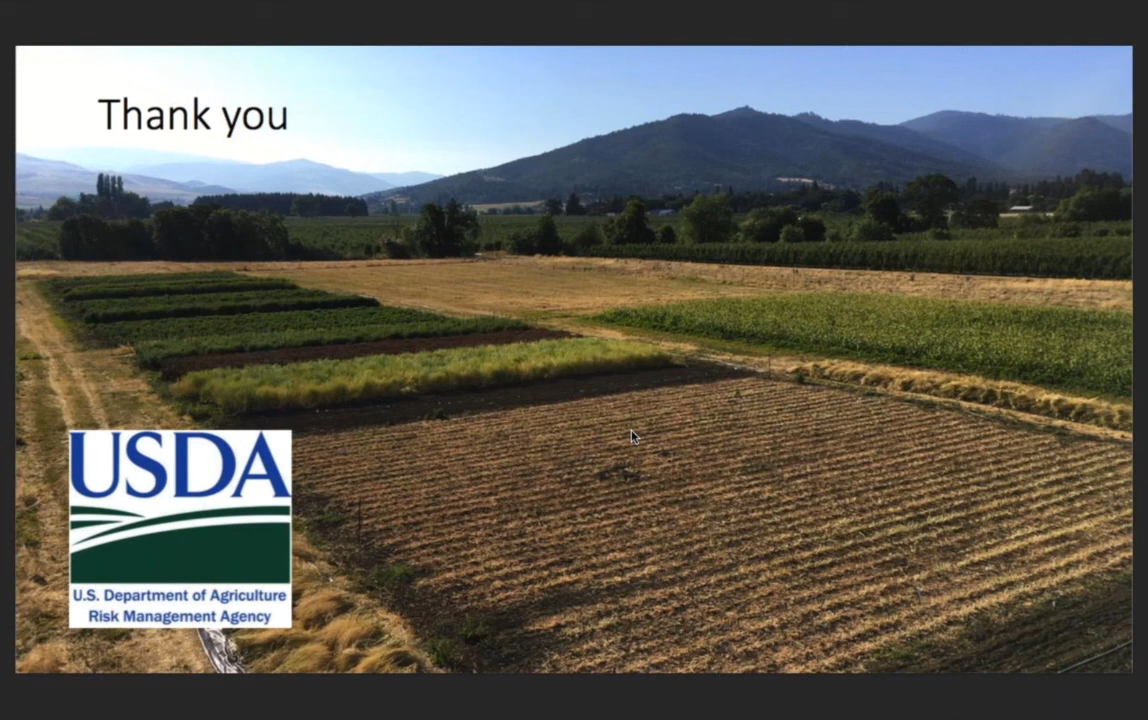 Thank you
USDA
U.S. Department of Agriculture
Risk Management Agency